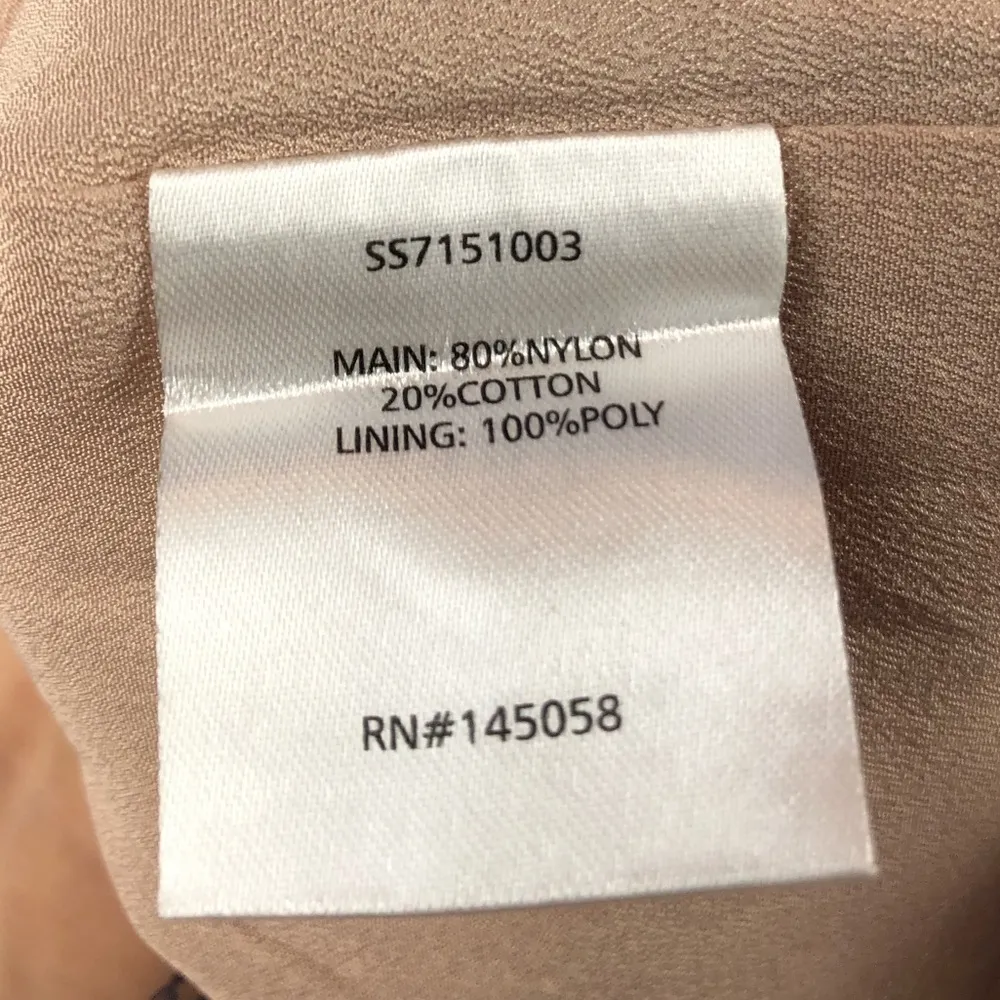 SS7151003
MAIN: 80%NYLON
20%COTTON
LINING: 100%POLY
RN#145058